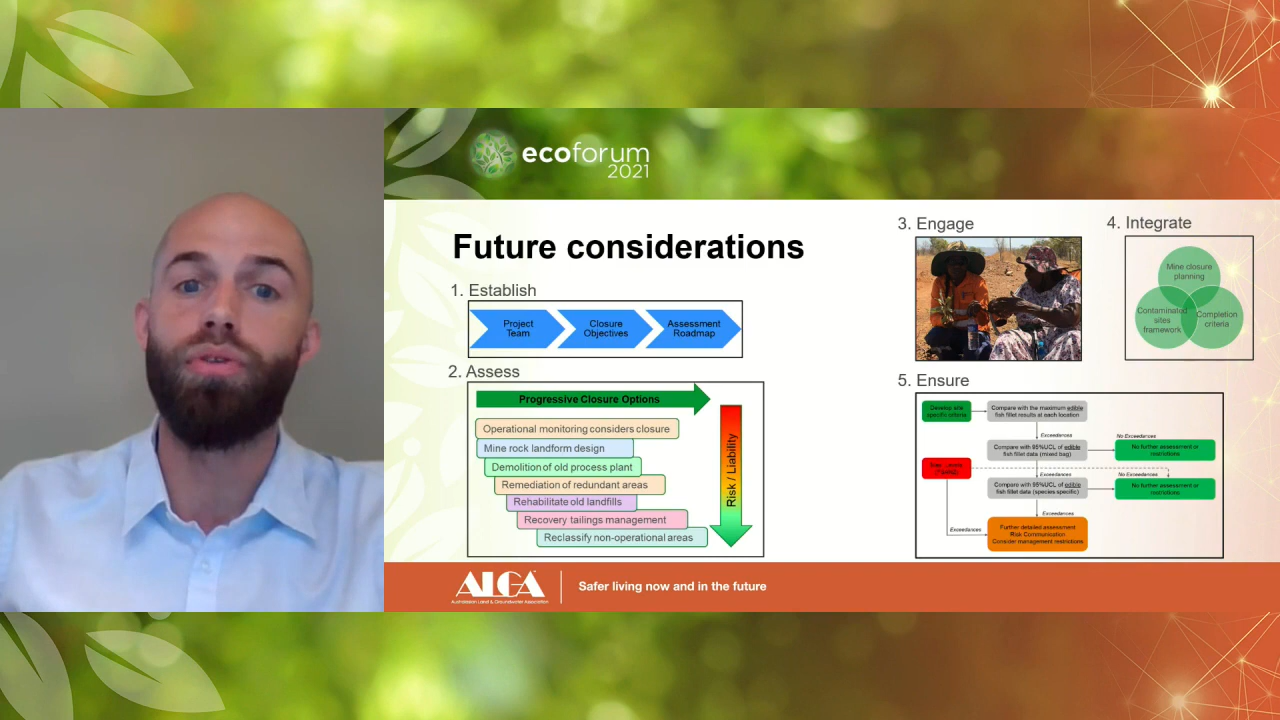 ecoforum
2021
Future considerations
1. Establish
Project
Team
Closure
Objectives
Assessment
Roadmap
2. Assess
Progressive Closure Options
Operational monitoring considers closure
Mine rock landform design
Demolition of old process plant
Remediation of redundant areas
Rehabilitate old landfills
Recovery tailings management
Reclassify non-operational areas
Risk / Liability
3. Engage
4. Integrate
Mine closure
planning
Contaminated
sites
framework
Completion
criteria
5. Ensure
Develop site
specific criteria
Compare with the maximum edible
fish fillet results at each location
Exceedances
No Exceedances
Compare with 95%UCL of edible
fish fillet data (mixed bag)
No further assessment or
restrictions
Exceedances
No Exceedances
Compare with 95%UCL of edible
fish fillet data (species specific)
No further assessment or
restrictions
Exceedances
Exceedances
Further detailed assessment
Risk Communication
Consider management restrictions
ALGA
Australasian Land & Groundwater Association
Safer living now and in the future